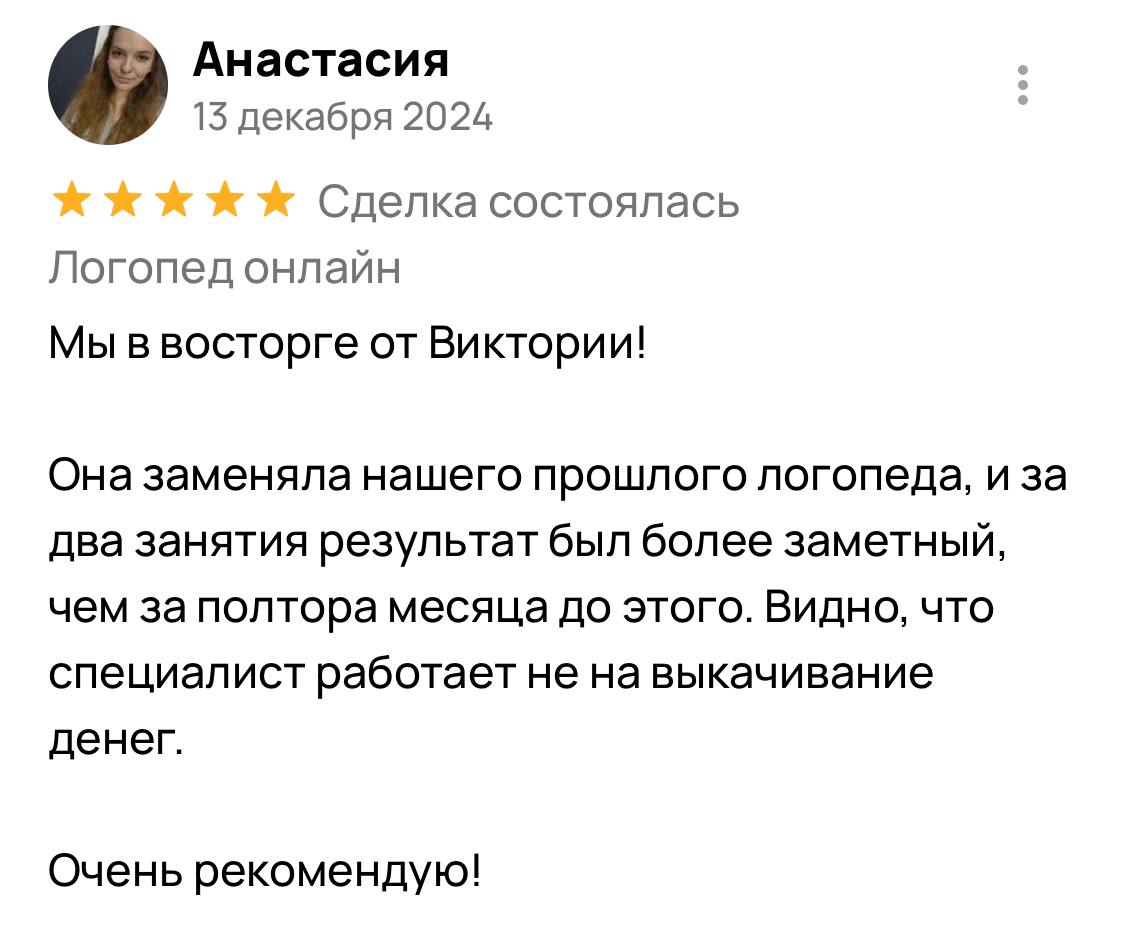 Анастасия
13 декабря 2024
Сделка состоялась
Логопед онлайн
Мы в восторге от Виктории!
Она заменяла нашего прошлого логопеда, и за
два занятия результат был более заметный,
чем за полтора месяца до этого. Видно, что
специалист работает не на выкачивание
денег.
Очень рекомендую!